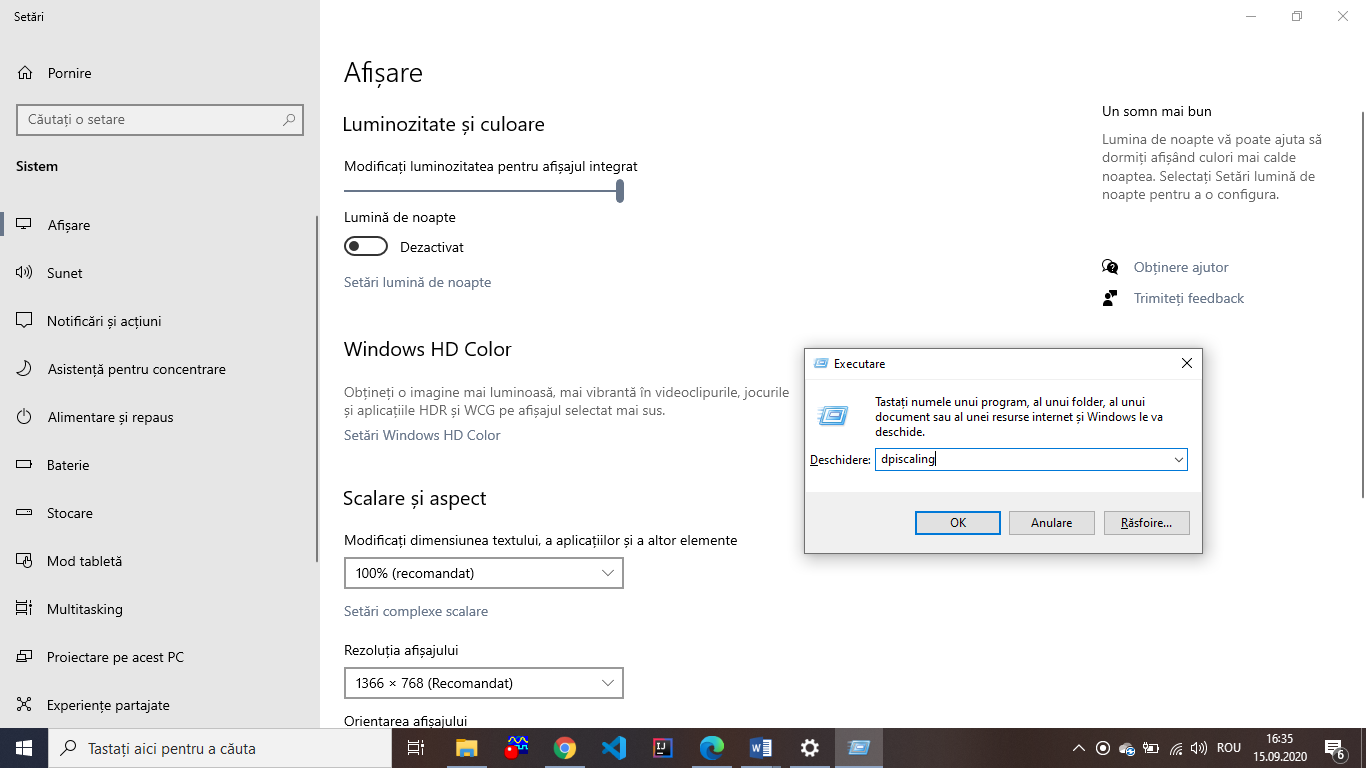 Setări
Pornire
Căutați o setare
Sistem
Afișare
Sunet
Notificări și acțiuni
Asistență pentru concentrare
Alimentare și repaus
Baterie
Stocare
Mod tabletă
Multitasking
Proiectare pe acest PC
Experiențe partajate
Afișare
Luminozitate și culoare
Modificați luminozitatea pentru afișajul integrat
Lumină de noapte
Dezactivat
Setări lumină de noapte
Windows HD Color
Obțineți o imagine mai luminoasă, mai vibrantă în videoclipurile, jocurile
și aplicațiile HDR și WCG pe afișajul selectat mai sus.
Setări Windows HD Color
Scalare și aspect
Modificați dimensiunea textului, a aplicațiilor și a altor elemente
100% (recomandat)
Setări complexe scalare
Rezoluția afișajului
1366 × 768 (Recomandat)
Orientarea afișajului
Un somn mai bun
Lumina de noapte vă poate ajuta să
dormiți afișând culori mai calde
noaptea. Selectați Setări lumină de
noapte pentru a o configura.
Obținere ajutor
Trimiteți feedback
Executare
Tastați numele unui program, al unui folder, al unui
document sau al unei resurse internet și Windows le va
deschide.
Deschidere: dpiscaling
OK
Anulare
Răsfoire...
Tastați aici pentru a căuta
IJ
W
ROU
16:35
15.09.2020
6